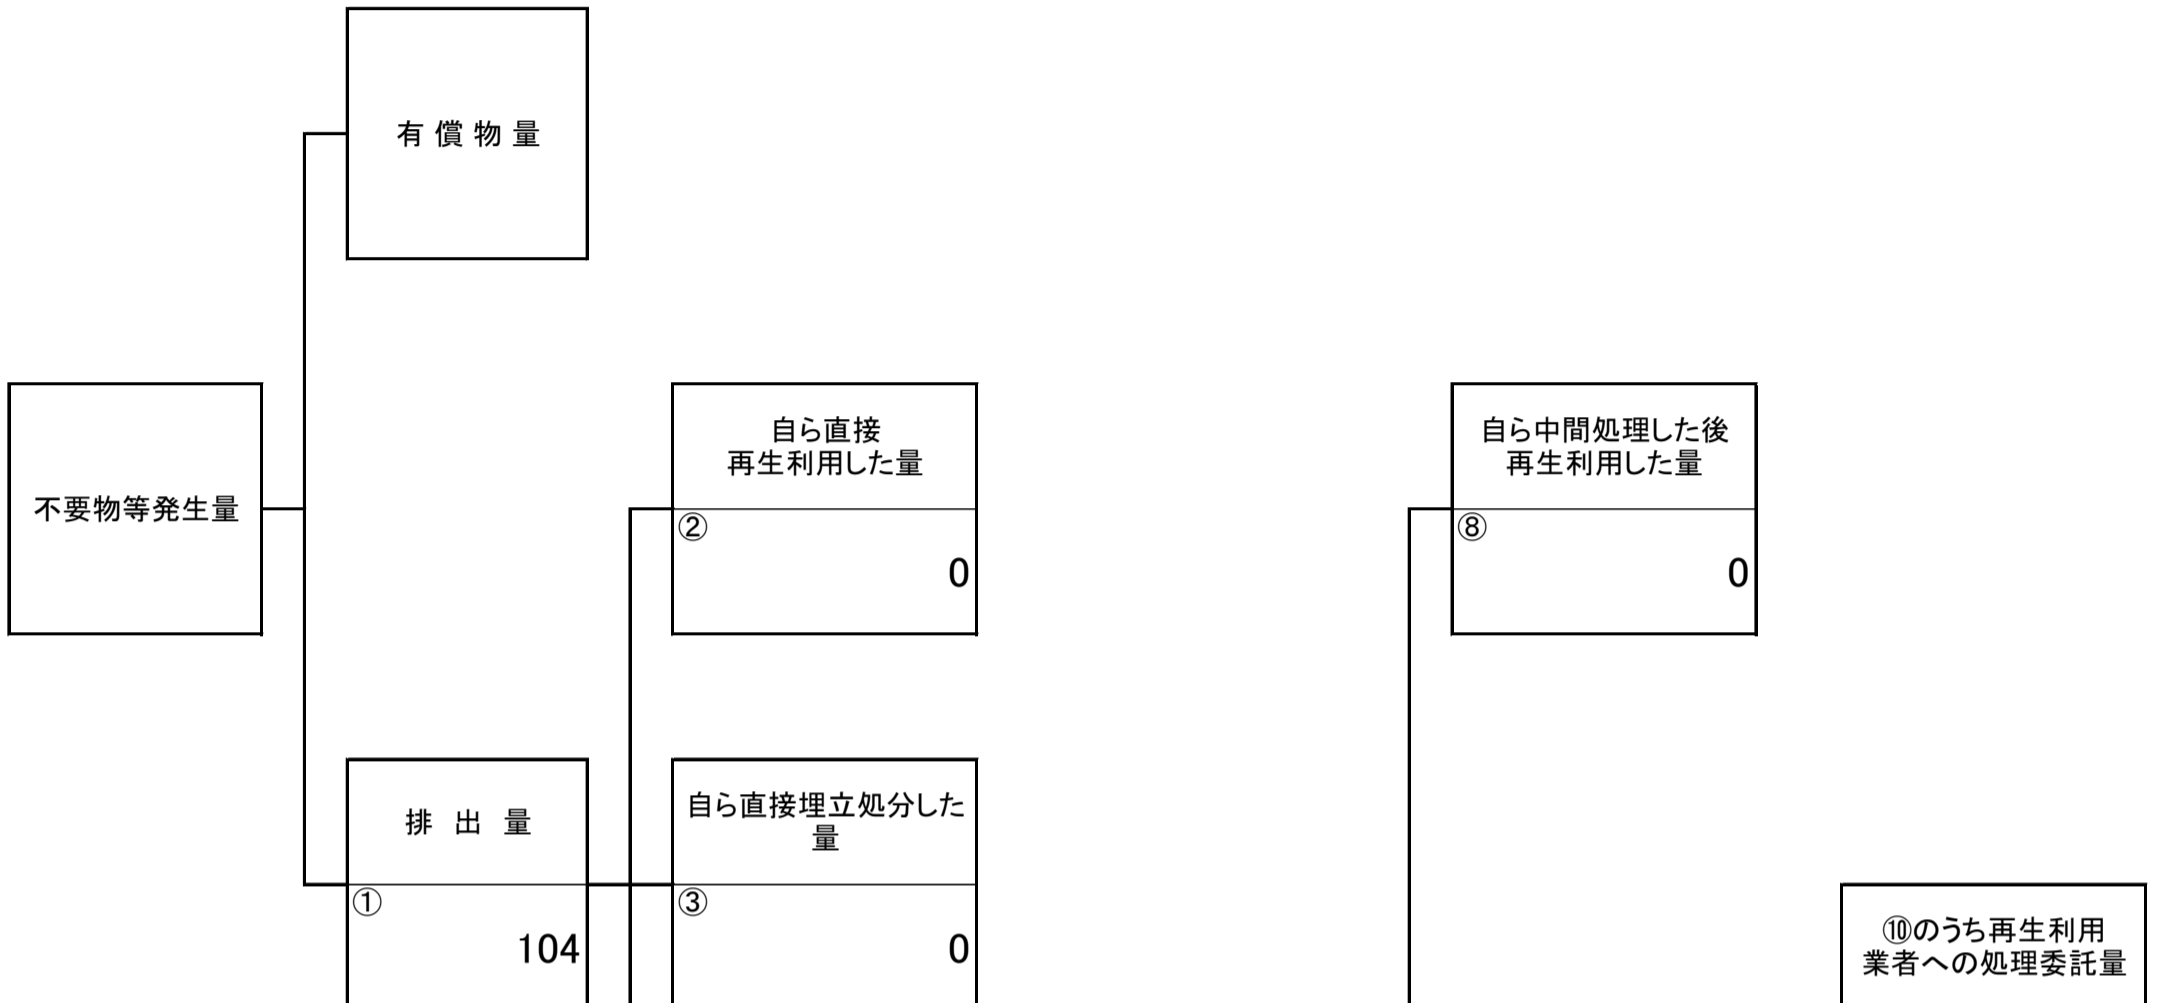 有 償 物 量
不要物等発生量
自ら直接
再生利用した量
②
0
自ら中間処理した後
再生利用した量
⑧
0
排 出 量
①
104
自ら直接埋立処分した
量
③
0
⑩のうち再生利用
業者への処理委託量